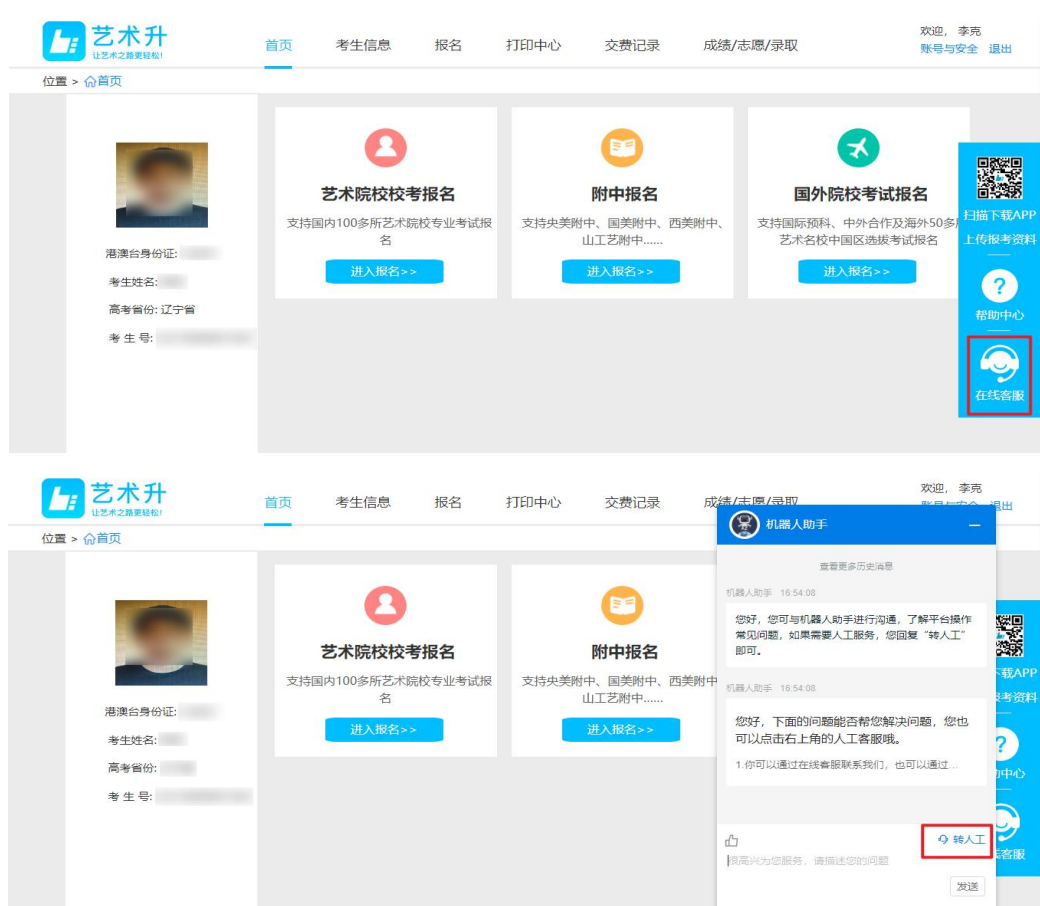 艺术升
让艺术之路更轻松!
首页 考生信息 报名 打印中心 交费记录 成绩/志愿/录取
欢迎, 李克
账号与安全 退出
位置 > 首页
港澳台身份证:
考生姓名:
高考省份: 辽宁省
考 生 号:
艺术院校校考报名
支持国内100多所艺术院校专业考试报
名
进入报名>>
附中报名
支持央美附中、国美附中、西美附中、
山工艺附中......
进入报名>>
国外院校考试报名
支持国际预科、中外合作及海外50多
艺术名校中国区选拔考试报名
进入报名>>
扫描下载APP
上传报考资料
帮助中心
在线客服
艺术升
让艺术之路更轻松!
首页 考生信息 报名 打印中心 交费记录 成绩/志愿/录取
欢迎, 李克
账号与安全 退出
位置 > 首页
港澳台身份证:
考生姓名:
高考省份:
考 生 号:
艺术院校校考报名
支持国内100多所艺术院校专业考试报
名
进入报名>>
附中报名
支持央美附中、国美附中、西美附中
山工艺附中......
进入报名>>
机器人助手
查看更多历史消息
机器人助手 16:54:08
您好，您可与机器人助手进行沟通，了解平台操作
常见问题，如果需要人工服务，您回复“转人工”
即可。
机器人助手 16:54:08
您好，下面的问题能否帮您解决问题，您也
可以点击右上角的人工客服哦。
1.你可以通过在线客服联系我们，也可以通过...
转人工
很高兴为您服务，请描述您的问题
发送
载APP
考资料
中心
客服